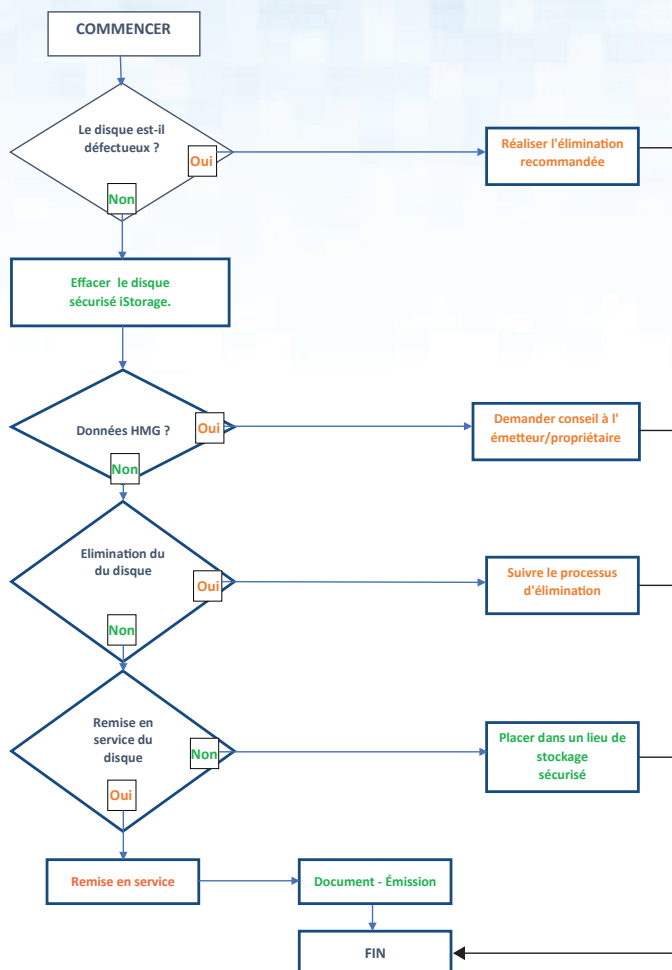 COMMENCER
Le disque est-il
défectueux ?
Oui
Non
Réaliser l'élimination
recommandée
Effacer le disque
sécurisé iStorage.
Données HMG ?
Oui
Non
Demander conseil à l'
émetteur/propriétaire
Elimination du
du disque
Oui
Non
Suivre le processus
d'élimination
Remise en
service du
disque
Non
Oui
Placer dans un lieu de
stockage
sécurisé
Remise en service
Document - Émission
FIN